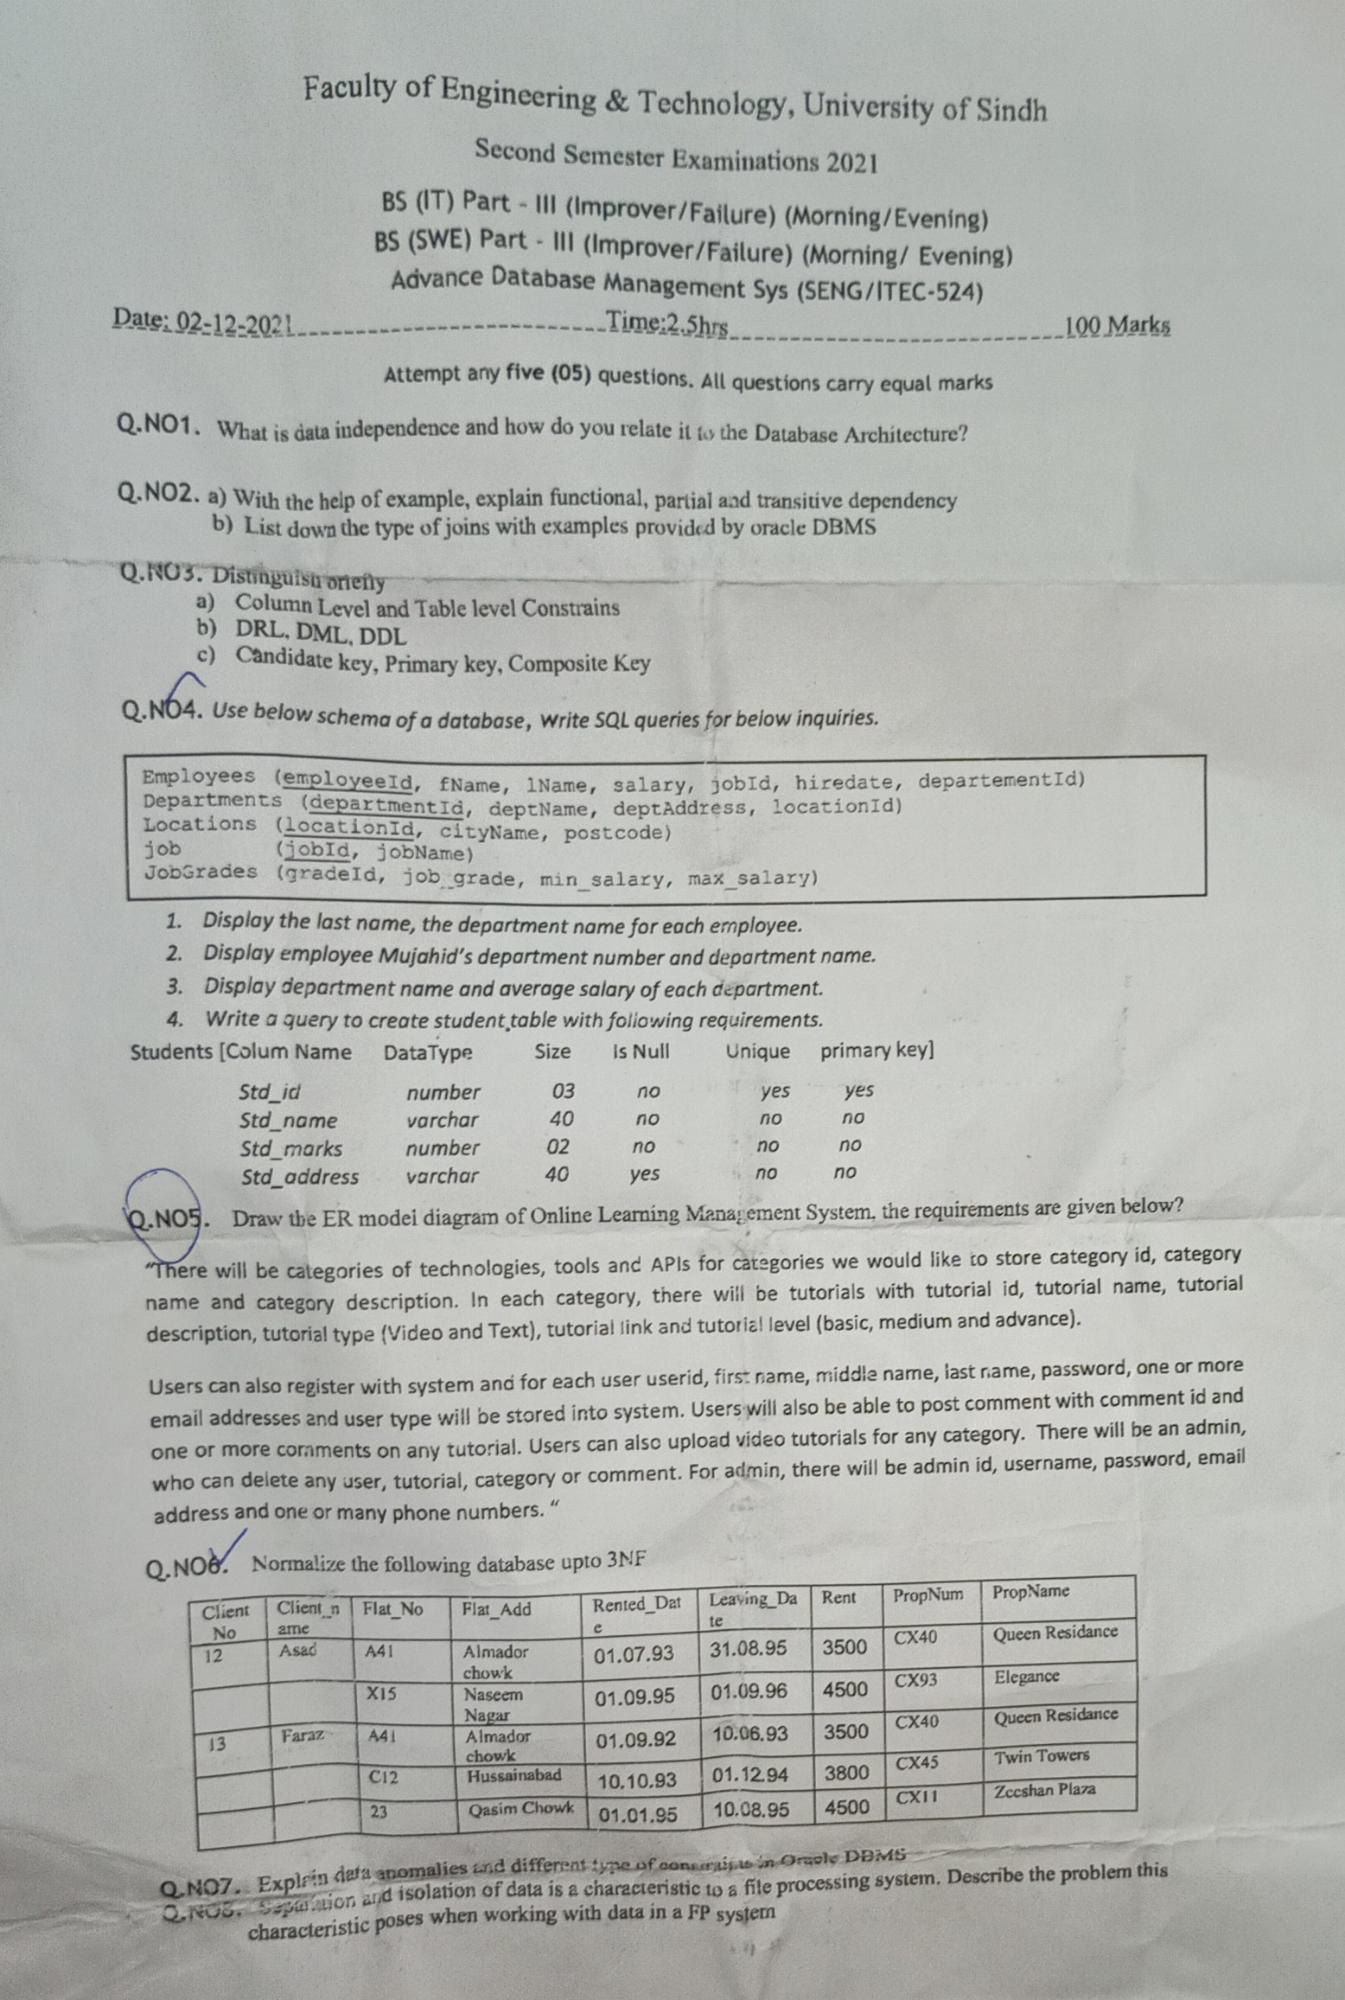 Faculty of Engineering & Technology, University of Sindh
Second Semester Examinations 2021
BS (IT) Part - III (Improver/Failure) (Morning/Evening)
BS (SWE) Part - III (Improver/Failure) (Morning/ Evening)
Advance Database Management Sys (SENG/ITEC-524)
Date: 02-12-2021 Time:2.5hrs 100 Marks
Attempt any five (05) questions. All questions carry equal marks
Q.NO1. What is data independence and how do you relate it to the Database Architecture?
Q.NO2. a) With the help of example, explain functional, partial and transitive dependency
b) List down the type of joins with examples provided by oracle DBMS
Q.NO3. Distinguish briefly
a) Column Level and Table level Constrains
b) DRL, DML, DDL
c) Candidate key, Primary key, Composite Key
Q.NO4. Use below schema of a database, Write SQL queries for below inquiries.
Employees (employeeId, fName, lName, salary, jobId, hiredate, departementId)
Departments (departmentId, deptName, deptAddress, locationId)
Locations (locationId, cityName, postcode)
job (jobId, jobName)
JobGrades (gradeId, job_grade, min_salary, max_salary)
1. Display the last name, the department name for each employee.
2. Display employee Mujahid's department number and department name.
3. Display department name and average salary of each department.
4. Write a query to create student table with following requirements.
Students [Colum Name DataType Size Is Null Unique primary key]
Std_id number 03 no yes yes
Std_name varchar 40 no no no
Std_marks number 02 no no no
Std_address varchar 40 yes no no
Q.NO5. Draw the ER model diagram of Online Learning Management System, the requirements are given below?
"There will be categories of technologies, tools and APIs for categories we would like to store category id, category
name and category description. In each category, there will be tutorials with tutorial id, tutorial name, tutorial
description, tutorial type (Video and Text), tutorial link and tutorial level (basic, medium and advance).
Users can also register with system and for each user userid, first name, middle name, last name, password, one or more
email addresses and user type will be stored into system. Users will also be able to post comment with comment id and
one or more comments on any tutorial. Users can also upload video tutorials for any category. There will be an admin,
who can delete any user, tutorial, category or comment. For admin, there will be admin id, username, password, email
address and one or many phone numbers. "
Q.NO6. Normalize the following database upto 3NF
Client Client_n Flat_No Flat_Add Rented_Dat Leaving_Da Rent PropNum PropName
No ame e te
12 Asad A41 Almador 01.07.93 31.08.95 3500 CX40 Queen Residance
chowk
X15 Naseem 01.09.95 01.09.96 4500 CX93 Elegance
Nagar
13 Faraz A41 Almador 01.09.92 10.06.93 3500 CX40 Queen Residance
chowk
C12 Hussainabad 10.10.93 01.12.94 3800 CX45 Twin Towers
23 Qasim Chowk 01.01.95 10.08.95 4500 CX11 Zeeshan Plaza
Q.NO7. Explain data anomalies and different type of constraints in Oracle DBMS
Q.NO8. Separation and isolation of data is a characteristic to a file processing system. Describe the problem this
characteristic poses when working with data in a FP system